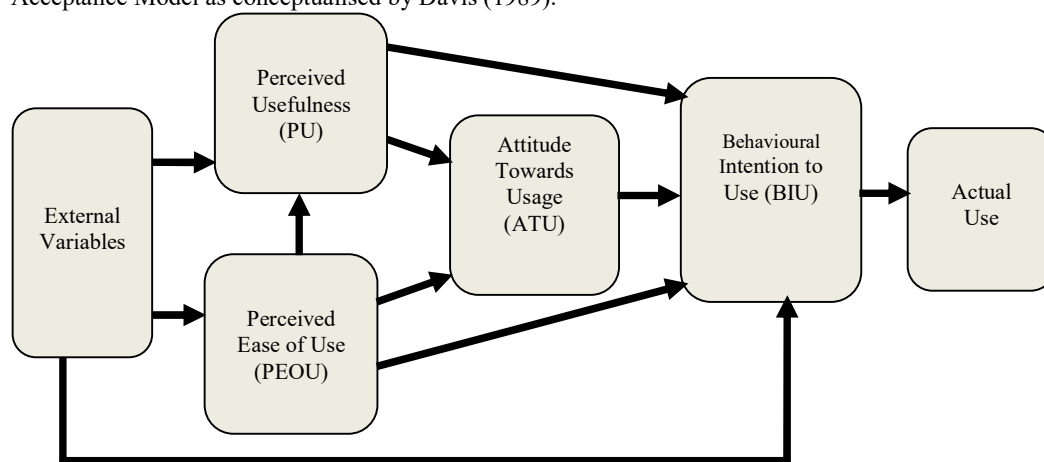 Acceptance Model as conceptualised by Davis (1989).
Perceived
Usefulness
(PU)
External
Variables
Perceived
Ease of Use
(PEOU)
Attitude
Towards
Usage
(ATU)
Behavioural
Intention to
Use (BIU)
Actual
Use